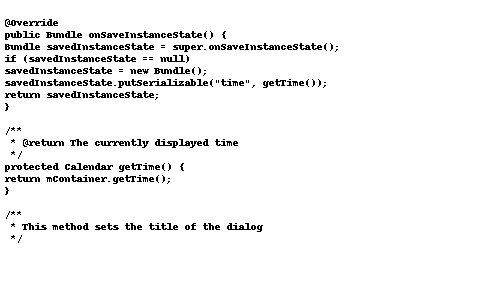 @Override
public Bundle onSaveInstanceState() {
Bundle savedInstanceState = super.onSaveInstanceState();
if (savedInstanceState == null)
savedInstanceState = new Bundle();
savedInstanceState.putSerializable("time", getTime());
return savedInstanceState;
}

/**
 * @return The currently displayed time
 */
protected Calendar getTime() {
return mContainer.getTime();
}

/**
 * This method sets the title of the dialog
 */